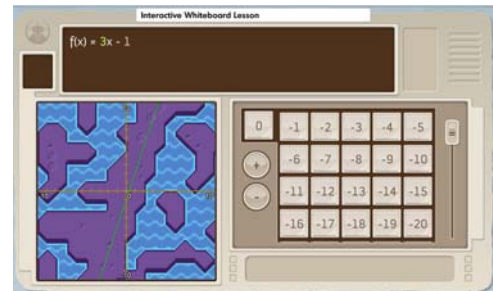 Interactive Whiteboard Lesson
f(x) = 3x - 1
0 -1 -2 -3 -4 -5
+ -6 -7 -8 -9 -10
- -11 -12 -13 -14 -15
-16 -17 -18 -19 -20